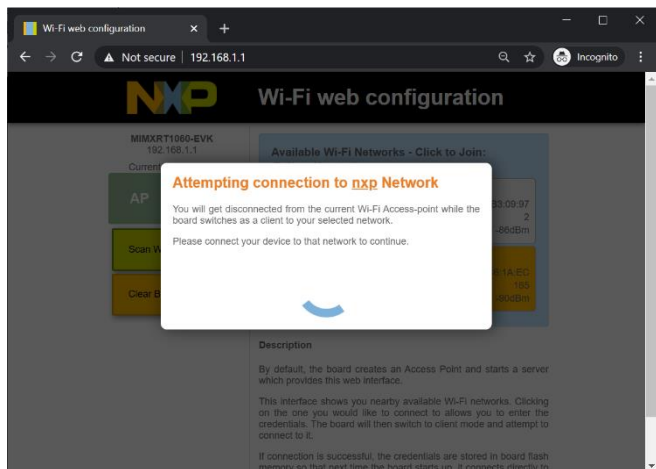 Wi-Fi web configuration
Not secure | 192.168.1.1
Incognito
NXP
Wi-Fi web configuration
MIMXRT1060-EVK
192.168.1.1
Current
AP
Scan W
Clear B
Available Wi-Fi Networks - Click to Join:
33:09:97
2
-86dBm
6:1A:EC
165
-90dBm
Attempting connection to nxp Network
You will get disconnected from the current Wi-Fi Access-point while the
board switches as a client to your selected network.
Please connect your device to that network to continue.
Description
By default, the board creates an Access Point and starts a server
which provides this web interface.
This interface shows you nearby available Wi-Fi networks. Clicking
on the one you would like to connect to allows you to enter the
credentials. The board will then switch to client mode and attempt to
connect to it.
If connection is successful, the credentials are stored in board flash
memory so that next time the board starts up, it connects directly to